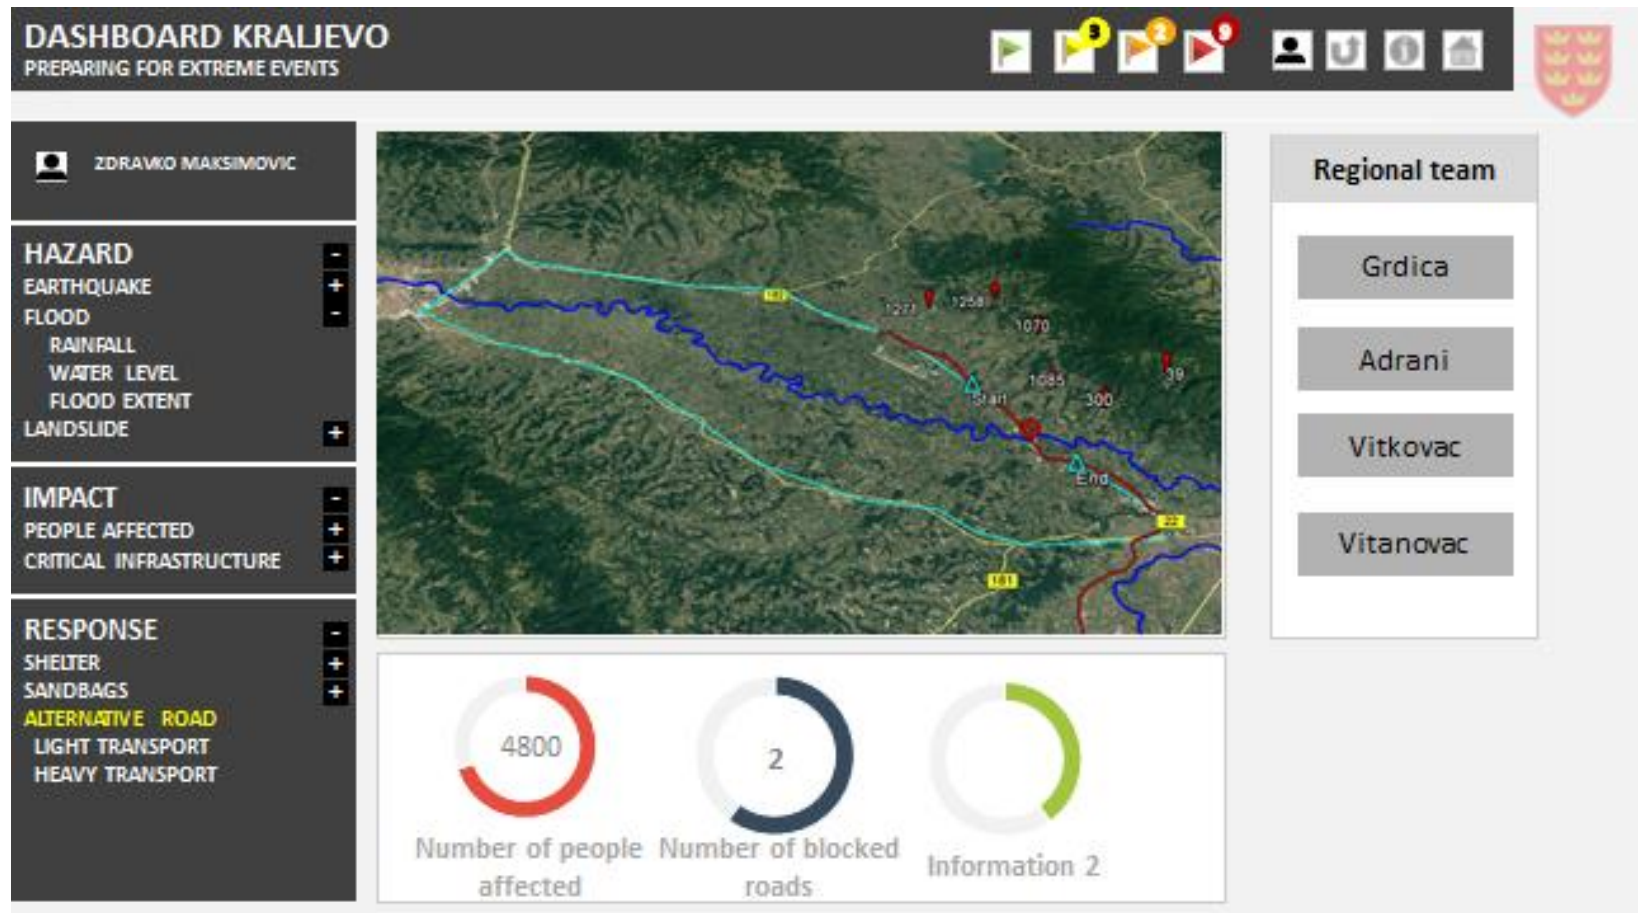 DASHBOARD KRALJEVO
PREPARING FOR EXTREME EVENTS
3
2
9
ZDRAVKO MAKSIMOVIC
HAZARD -
EARTHQUAKE +
FLOOD -
RAINFALL
WATER LEVEL
FLOOD EXTENT
LANDSLIDE +
IMPACT -
PEOPLE AFFECTED +
CRITICAL INFRASTRUCTURE +
RESPONSE -
SHELTER +
SANDBAGS +
ALTERNATIVE ROAD
LIGHT TRANSPORT
HEAVY TRANSPORT
1258
1070
1085
300
39
Start
End
22
181
4800
Number of people
affected
2
Number of blocked
roads
Information 2
Regional team
Grdica
Adrani
Vitkovac
Vitanovac